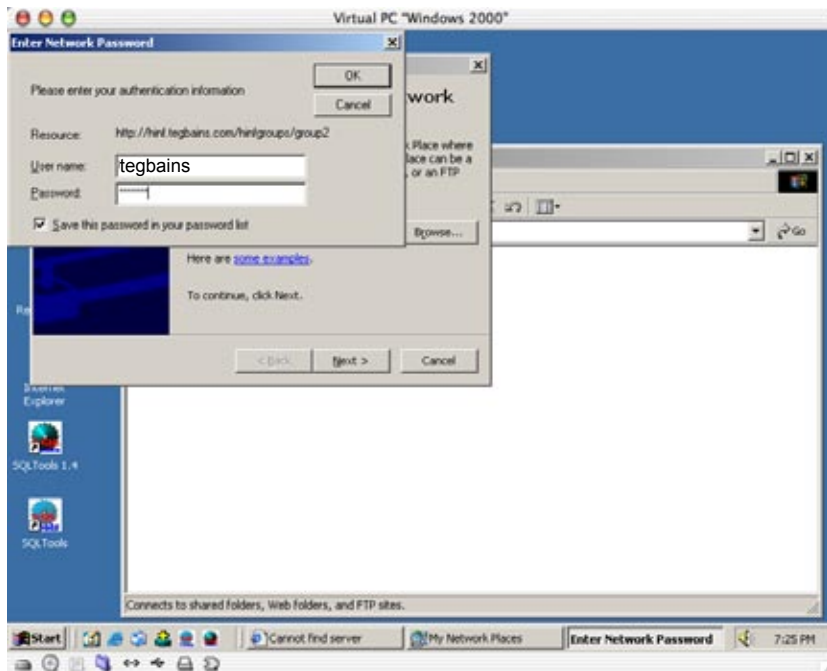 Virtual PC "Windows 2000"
Enter Network Password
Please enter your authentication information
OK
Cancel
Resource: http://hinl.tegbains.com/hinlgroups/group2
User name: tegbains
Password:
Save this password in your password list
work
Place where
lace can be a
, or an FTP
Browse...
Here are some examples.
To continue, click Next.
< Back
Next >
Cancel
Go
Internet
Explorer
SQLTools 1.4
SQLTools
Connects to shared folders, Web folders, and FTP sites.
Start
Cannot find server
My Network Places
Enter Network Password
7:25 PM